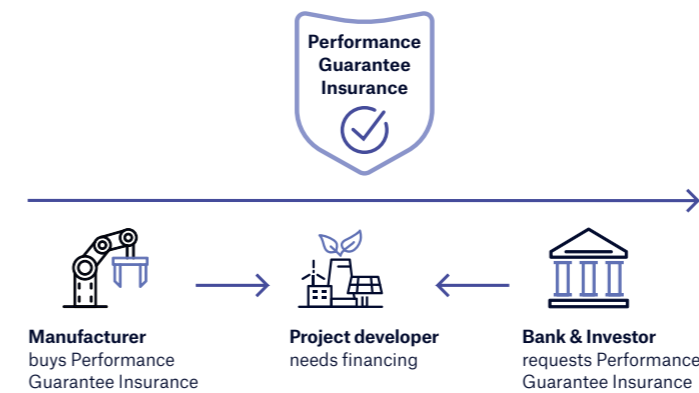 Performance
Guarantee
Insurance
Manufacturer
buys Performance
Guarantee Insurance
Project developer
needs financing
Bank & Investor
requests Performance
Guarantee Insurance